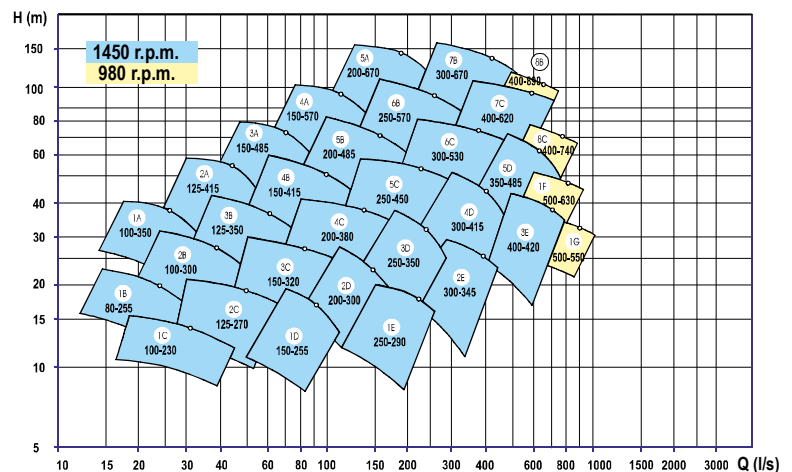 H (m)
1450 r.p.m.
980 r.p.m.
150
100
80
60
40
30
20
15
10
5
5A
200-670
7B
300-670
8B
400-890
4A
150-570
6B
250-570
7C
400-620
3A
150-485
5B
200-485
6C
300-530
8C
400-740
2A
125-415
4B
150-415
5C
250-450
5D
350-485
1F
500-630
1A
100-350
3B
125-350
4C
200-380
4D
300-415
3E
400-420
1G
500-550
2B
100-300
3C
150-320
3D
250-350
2E
300-345
1B
80-255
2C
125-270
2D
200-300
1C
100-230
1D
150-255
1E
250-290
10 15 20 30 40 60 80 100 150 200 300 400 600 800 1000 1500 2000 3000 Q (l/s)